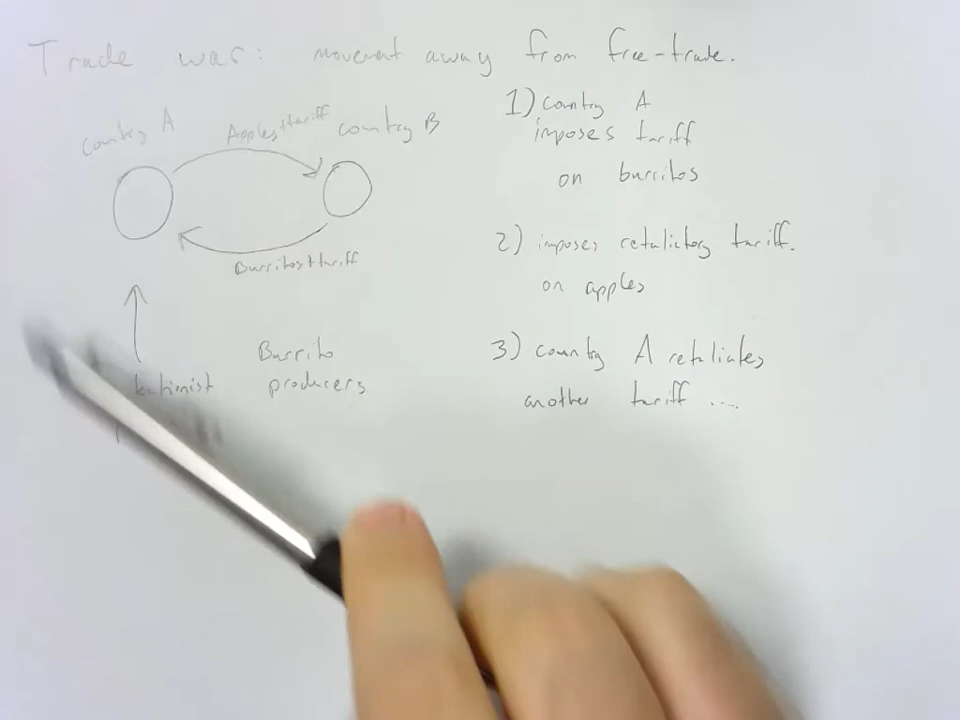 Trade war: movement away from free-trade.
country A
Apples+tariff
country B
Burritos+tariff
Burrito
producers
1) country A
imposes tariff
on burritos
2) imposes retaliatory tariff.
on apples
3) country A retaliates
another tariff ....